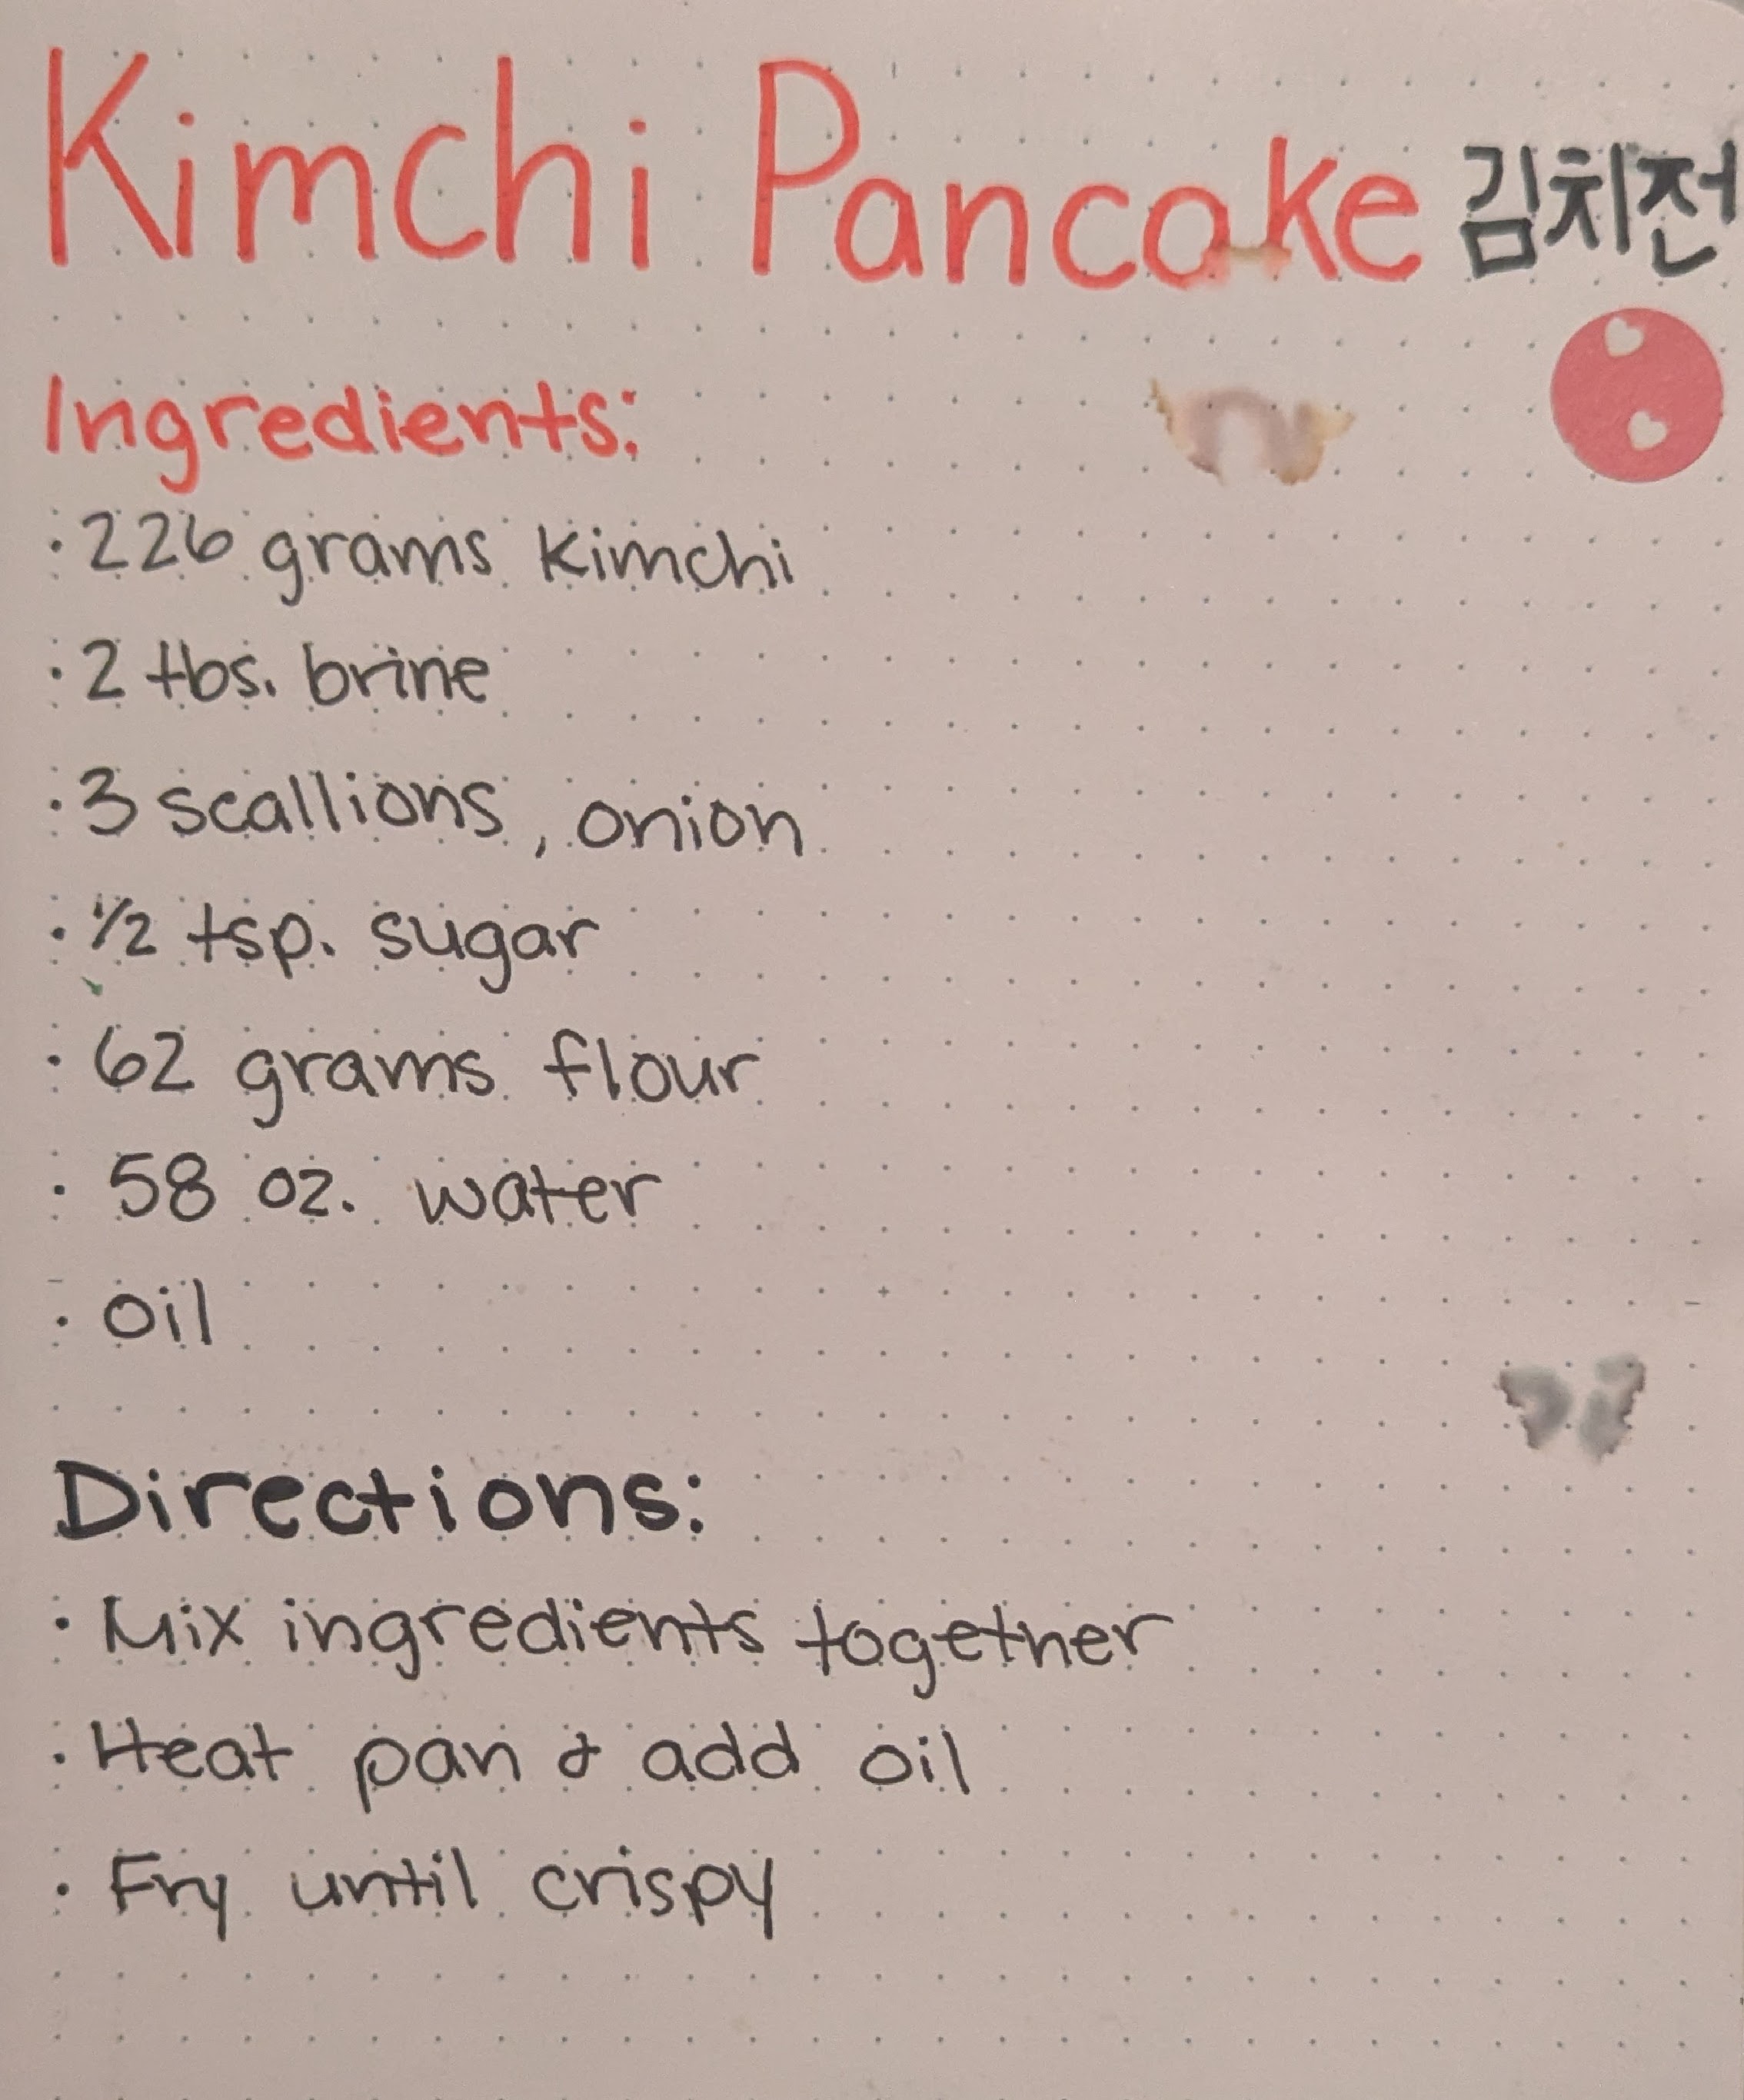 Kimchi Pancake 김치전
Ingredients:
· 226 grams kimchi
· 2 tbs. brine
· 3 scallions, onion
· 1/2 tsp. sugar
· 62 grams flour
· 58 oz. water
· oil
Directions:
· Mix ingredients together
· Heat pan & add oil
· Fry until crispy